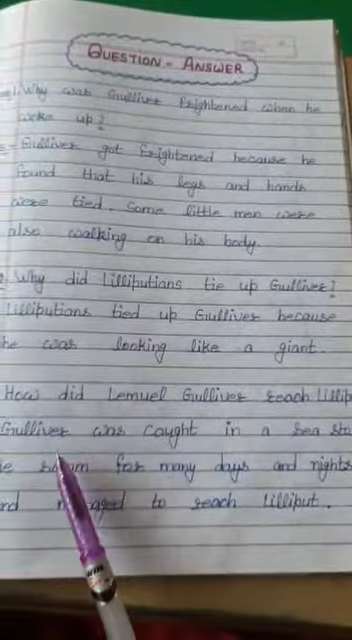 QUESTION - ANSWER
Why was Gulliver frightened when he
woke up?
Gulliver got frightened because he
found that his legs and hands
were tied. Some little men were
also walking on his body.
Why did Lilliputians tie up Gulliver?
Lilliputians tied up Gulliver because
he was looking like a giant.
How did Lemuel Gulliver reach Lillip
Gulliver was caught in a sea sto
for many days and nights
to reach Lilliput.